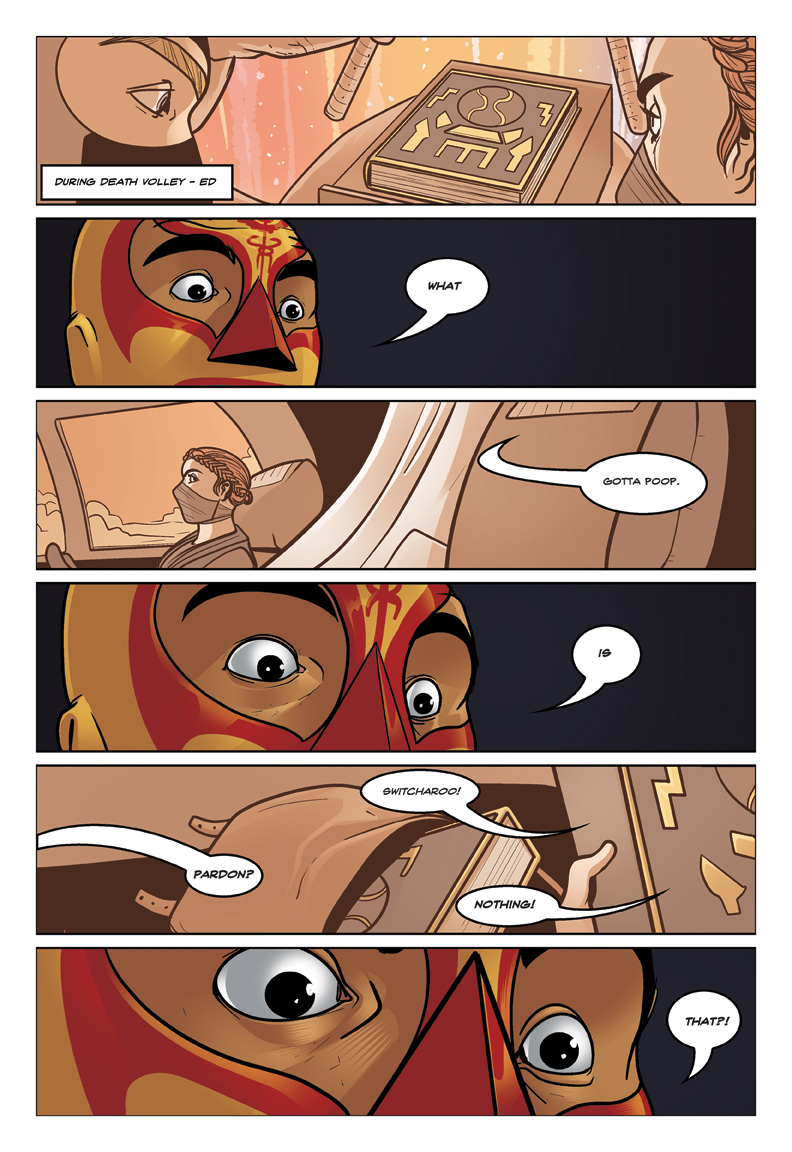 DURING DEATH VOLLEY - ED
WHAT
GOTTA POOP.
IS
SWITCHAROO!
PARDON?
NOTHING!
THAT?!